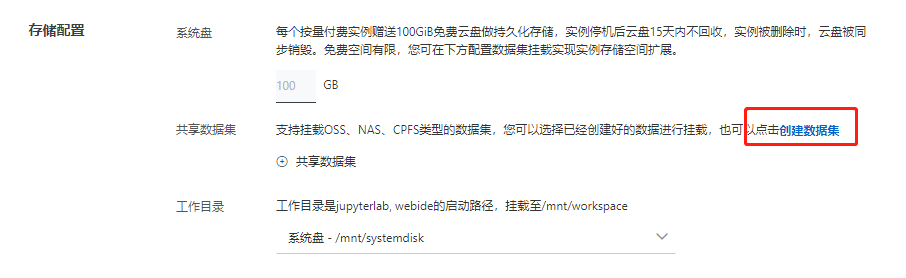 存储配置
系统盘
每个按量付费实例赠送100GiB免费云盘做持久化存储，实例停机后云盘15天内不回收，实例被删除时，云盘被同
步销毁。免费空间有限，您可在下方配置数据集挂载实现实例存储空间扩展。
100 GB
共享数据集
支持挂载OSS、NAS、CPFS类型的数据集，您可以选择已经创建好的数据进行挂载，也可以点击创建数据集
共享数据集
工作目录
工作目录是jupyterlab, webide的启动路径，挂载至/mnt/workspace
系统盘 - /mnt/systemdisk